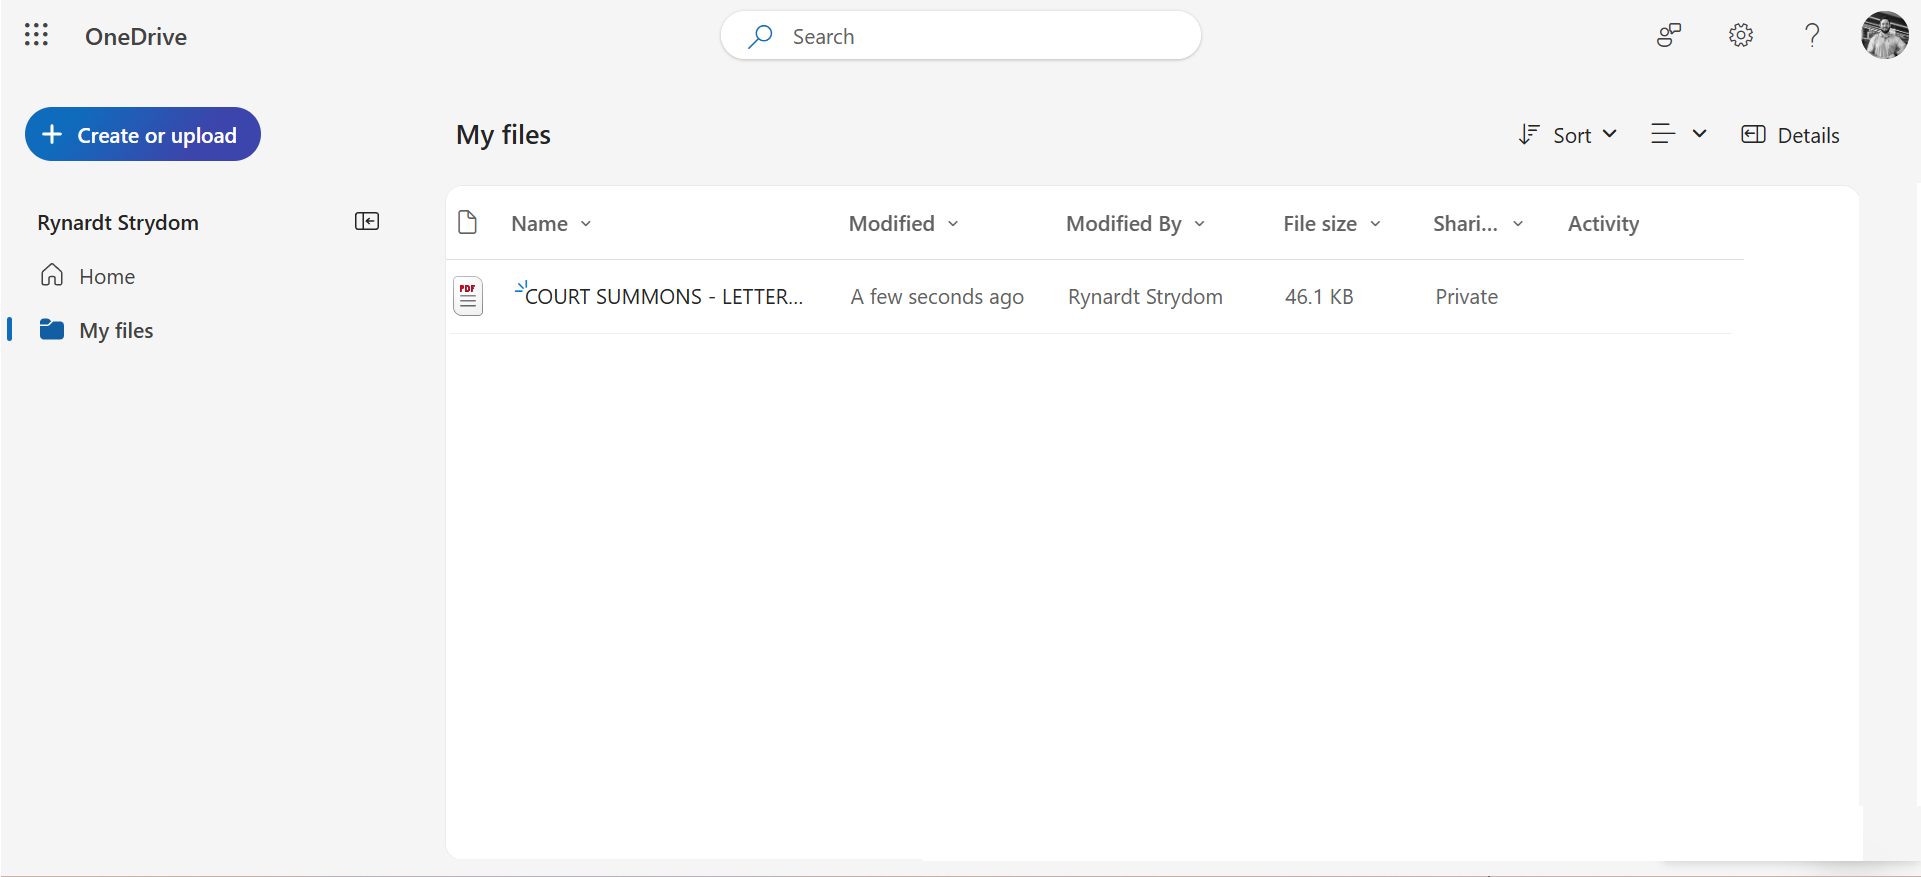 OneDrive
Search
Create or upload
My files
Sort
Details
Rynardt Strydom
Home
My files
Name
Modified
Modified By
File size
Shari...
Activity
PDF
COURT SUMMONS - LETTER...
A few seconds ago
Rynardt Strydom
46.1 KB
Private